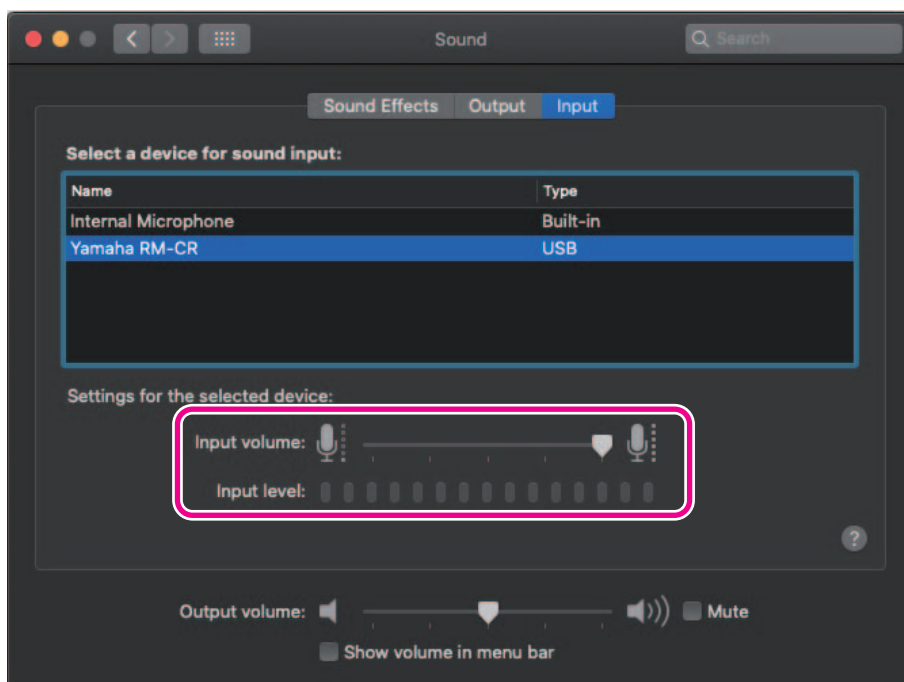 Sound
Search
Sound Effects Output Input
Select a device for sound input:
Name Type
Internal Microphone Built-in
Yamaha RM-CR USB
Settings for the selected device:
Input volume:
Input level:
?
Output volume: Mute
Show volume in menu bar